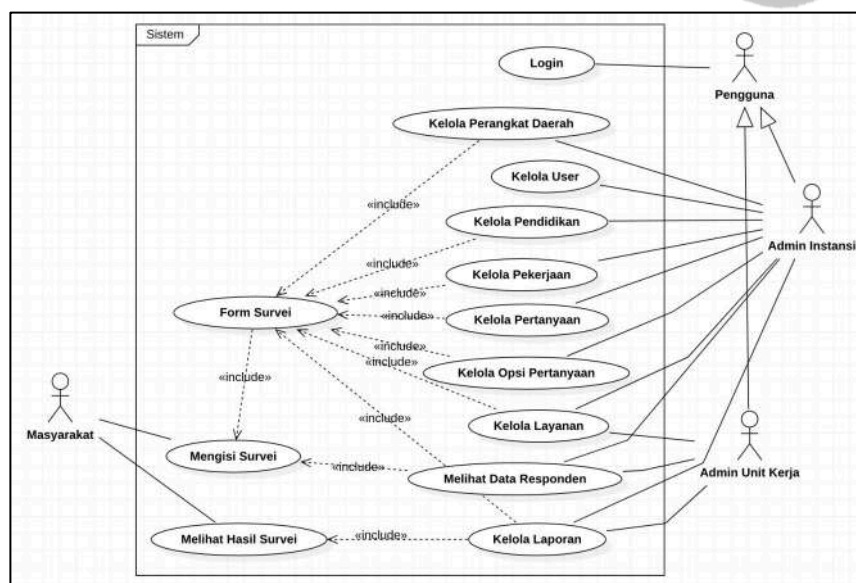 Sistem
Login
Pengguna
Kelola Perangkat Daerah
Kelola User
«include»
Kelola Pendidikan
Admin Instansi
«include»
Kelola Pekerjaan
«include»
Form Survei
«include»
Kelola Pertanyaan
«include»
«include»
Kelola Opsi Pertanyaan
«include»
Masyarakat
«include»
Kelola Layanan
Mengisi Survei
«include»
Melihat Data Responden
Admin Unit Kerja
Melihat Hasil Survei
«include»
Kelola Laporan